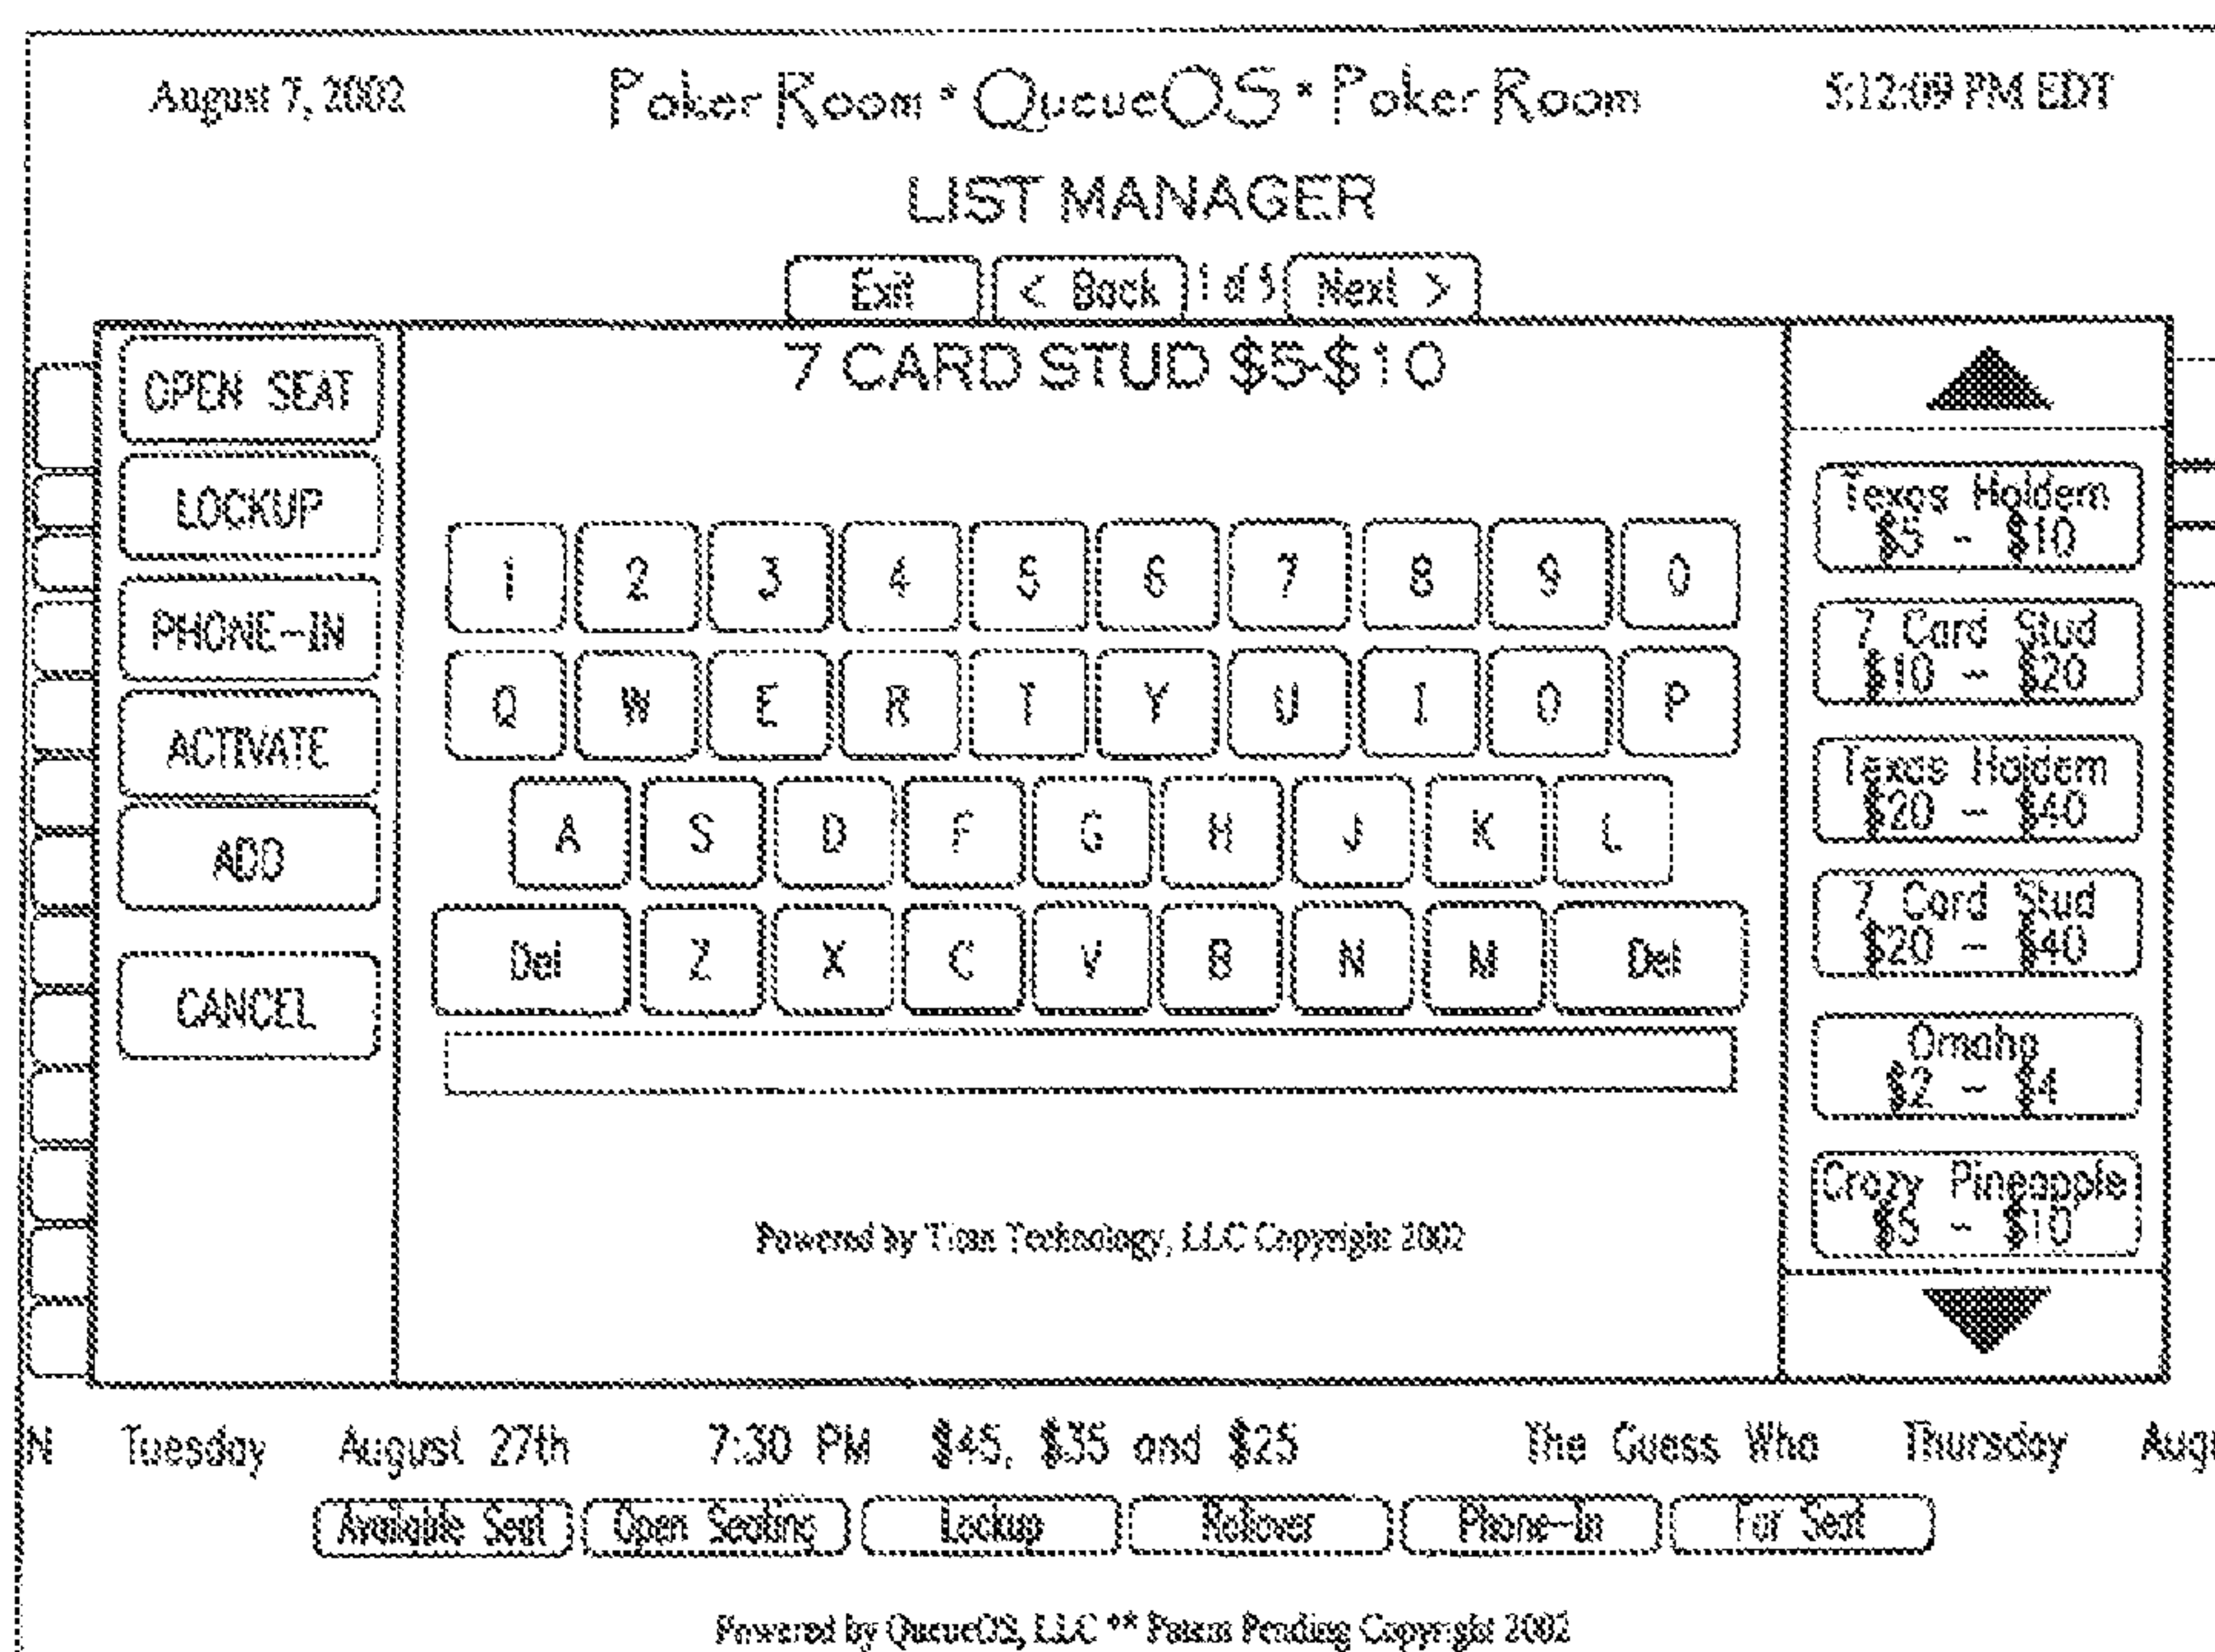 August 7, 2002 Poker Room * QueueOS * Poker Room 5:12:09 PM EDT
LIST MANAGER
Exit < Back 1 of 5 Next >
7 CARD STUD $5-$10
OPEN SEAT
LOCKUP
PHONE-IN
ACTIVATE
ADD
CANCEL
1 2 3 4 5 6 7 8 9 0
Q W E R T Y U I O P
A S D F G H J K L
Del Z X C V B N M Del
Powered by Titan Technology, LLC Copyright 2002
Texas Holdem
$5 - $10
7 Card Stud
$10 - $20
Texas Holdem
$20 - $40
7 Card Stud
$20 - $40
Omaha
$2 - $4
Crazy Pineapple
$5 - $10
N Tuesday August 27th 7:30 PM $45, $35 and $25 The Guess Who Thursday Augu
Available Seat Open Seating Lockup Rollover Phone-In For Seat
Powered by QueueOS, LLC ** Patent Pending Copyright 2002